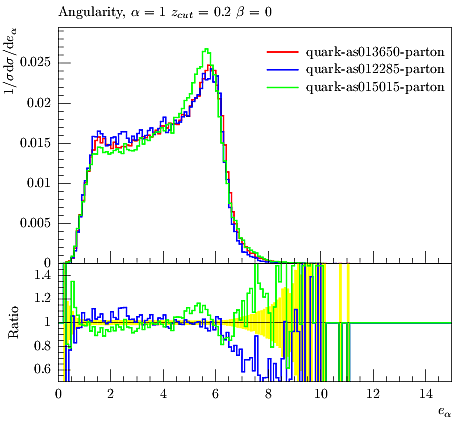 Angularity, α = 1 z_cut = 0.2 β = 0
1/σ dσ/de_α
quark-as013650-parton
quark-as012285-parton
quark-as015015-parton
0.025
0.02
0.015
0.01
0.005
0
Ratio
1.4
1.2
1
0.8
0.6
0 2 4 6 8 10 12 14
e_α